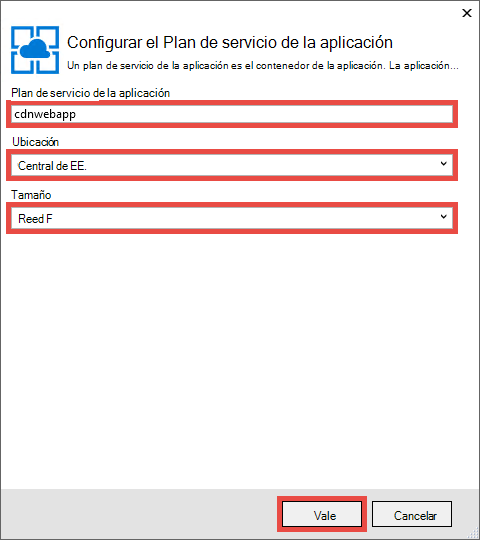 Configurar el Plan de servicio de la aplicación
Un plan de servicio de la aplicación es el contenedor de la aplicación. La aplicación...
Plan de servicio de la aplicación
cdnwebapp
Ubicación
Central de EE.
Tamaño
Reed F
Vale
Cancelar